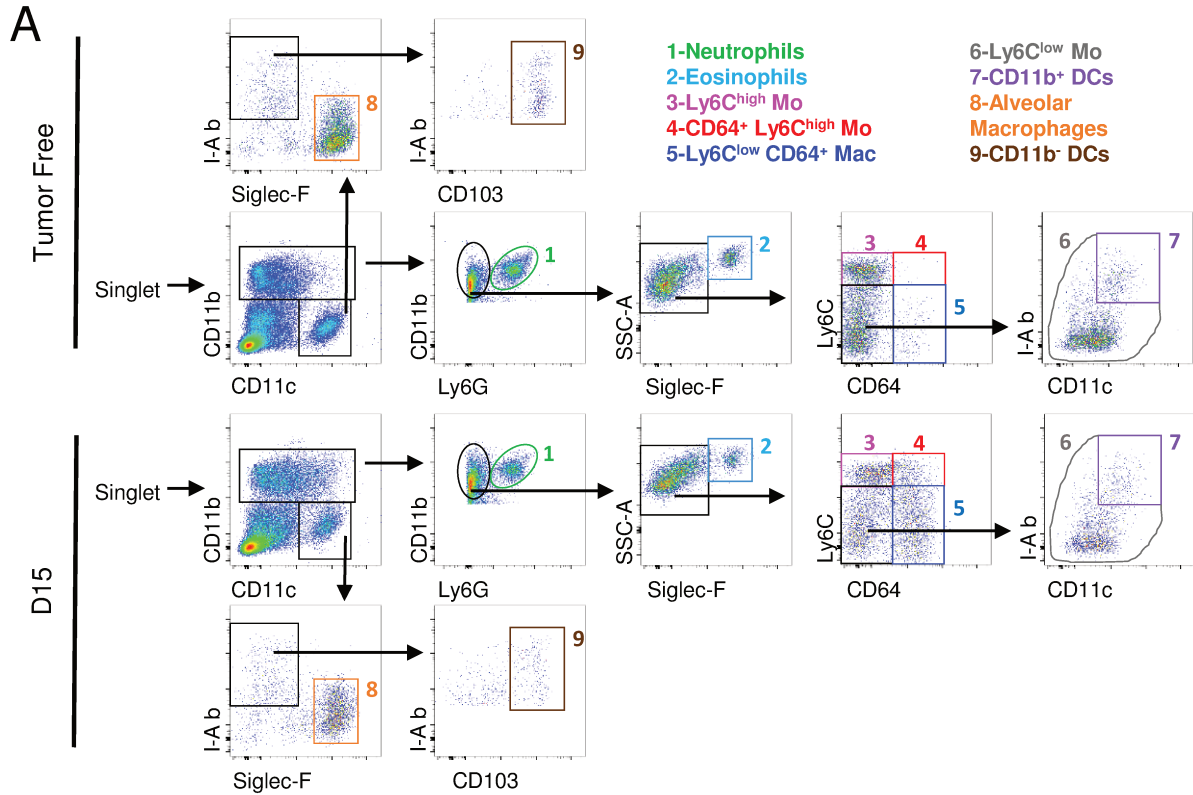 A
Tumor Free
I-A b
8
Siglec-F
I-A b
9
CD103
1-Neutrophils
2-Eosinophils
3-Ly6Chigh Mo
4-CD64+ Ly6Chigh Mo
5-Ly6Clow CD64+ Mac
6-Ly6Clow Mo
7-CD11b+ DCs
8-Alveolar
Macrophages
9-CD11b- DCs
Singlet
CD11b
CD11c
CD11b
1
Ly6G
SSC-A
2
Siglec-F
Ly6C
3
4
5
CD64
I-A b
6
7
CD11c
D15
Singlet
CD11b
CD11c
CD11b
1
Ly6G
SSC-A
2
Siglec-F
Ly6C
3
4
5
CD64
I-A b
6
7
CD11c
I-A b
8
Siglec-F
I-A b
9
CD103